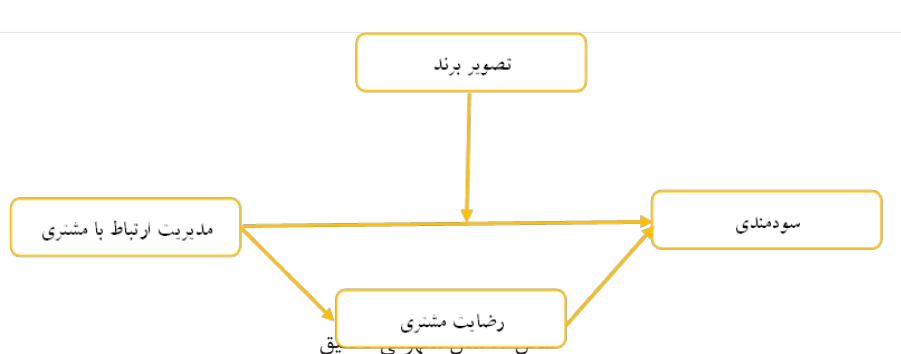 تصویر برند
مدیریت ارتباط با مشتری
سودمندی
رضایت مشتری